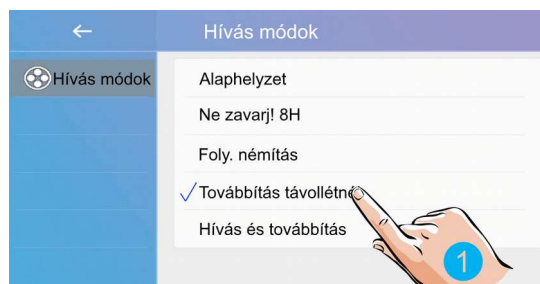 ← Hívás módok
Hívás módok
Alaphelyzet
Ne zavarj! 8H
Foly. némítás
✓ Továbbítás távollétné
Hívás és továbbítás
1